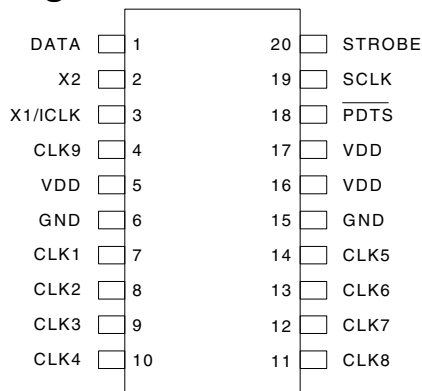 DATA 1 20 STROBE
X2 2 19 SCLK
X1/ICLK 3 18 PDTS
CLK9 4 17 VDD
VDD 5 16 VDD
GND 6 15 GND
CLK1 7 14 CLK5
CLK2 8 13 CLK6
CLK3 9 12 CLK7
CLK4 10 11 CLK8